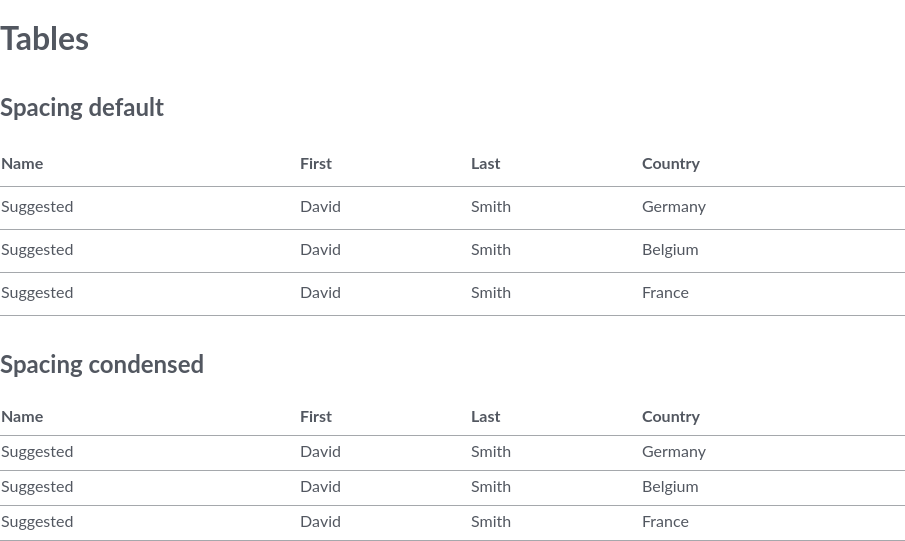 Tables
Spacing default
Name First Last Country
Suggested David Smith Germany
Suggested David Smith Belgium
Suggested David Smith France
Spacing condensed
Name First Last Country
Suggested David Smith Germany
Suggested David Smith Belgium
Suggested David Smith France